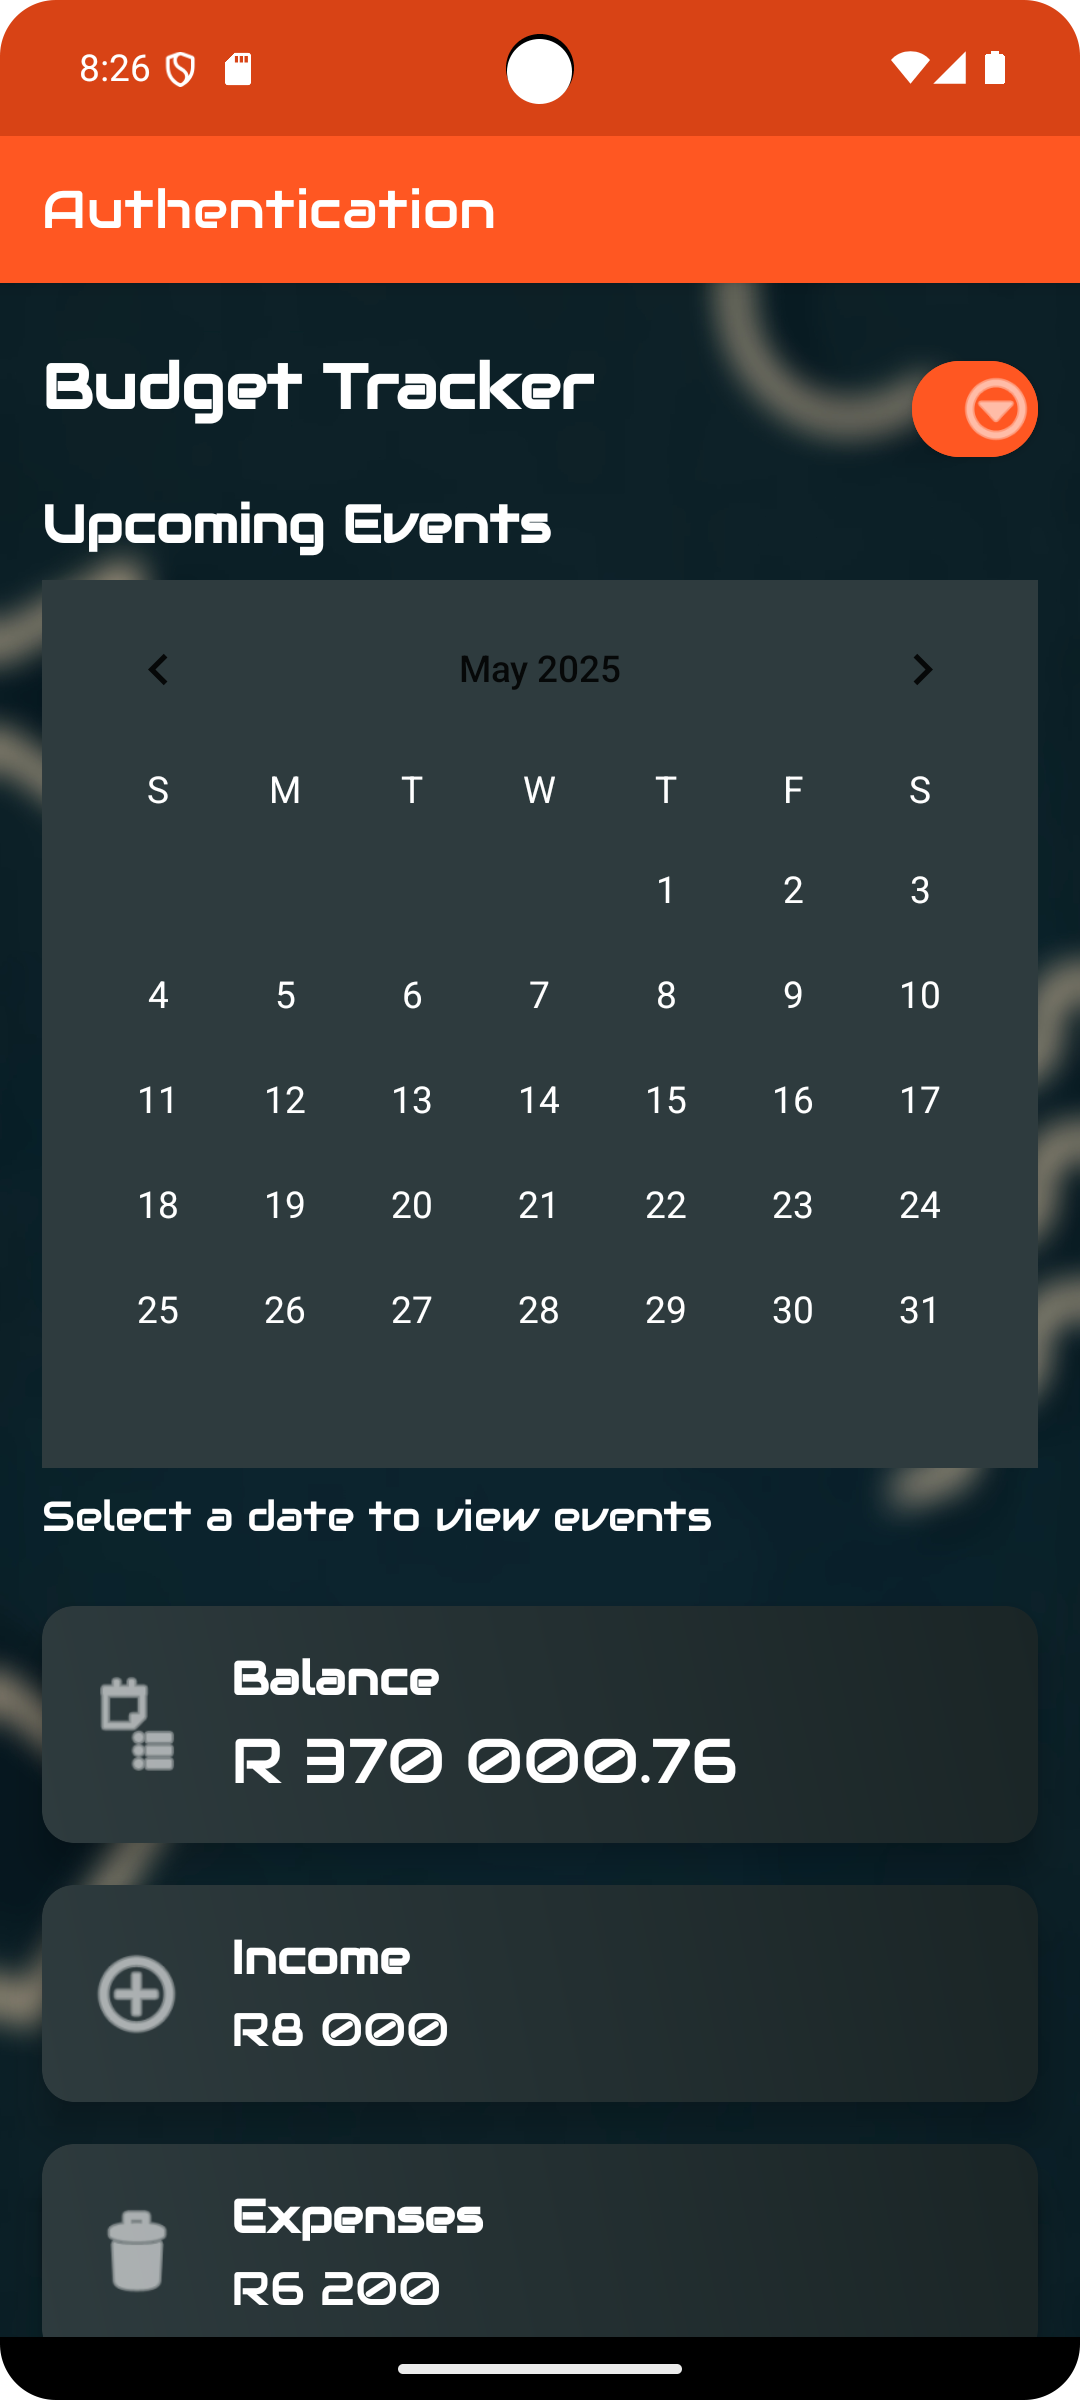 8:26
Authentication
Budget Tracker
Upcoming Events
May 2025
S M T W T F S
1 2 3
4 5 6 7 8 9 10
11 12 13 14 15 16 17
18 19 20 21 22 23 24
25 26 27 28 29 30 31
Select a date to view events
Balance
R 370 000.76
Income
R8 000
Expenses
R6 200